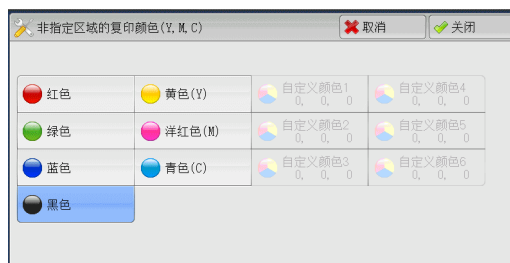 非指定区域的复印颜色(Y,M,C) 取消 关闭
红色 黄色(Y) 自定义颜色1 自定义颜色4
0, 0, 0 0, 0, 0
绿色 洋红色(M) 自定义颜色2 自定义颜色5
0, 0, 0 0, 0, 0
蓝色 青色(C) 自定义颜色3 自定义颜色6
0, 0, 0 0, 0, 0
黑色